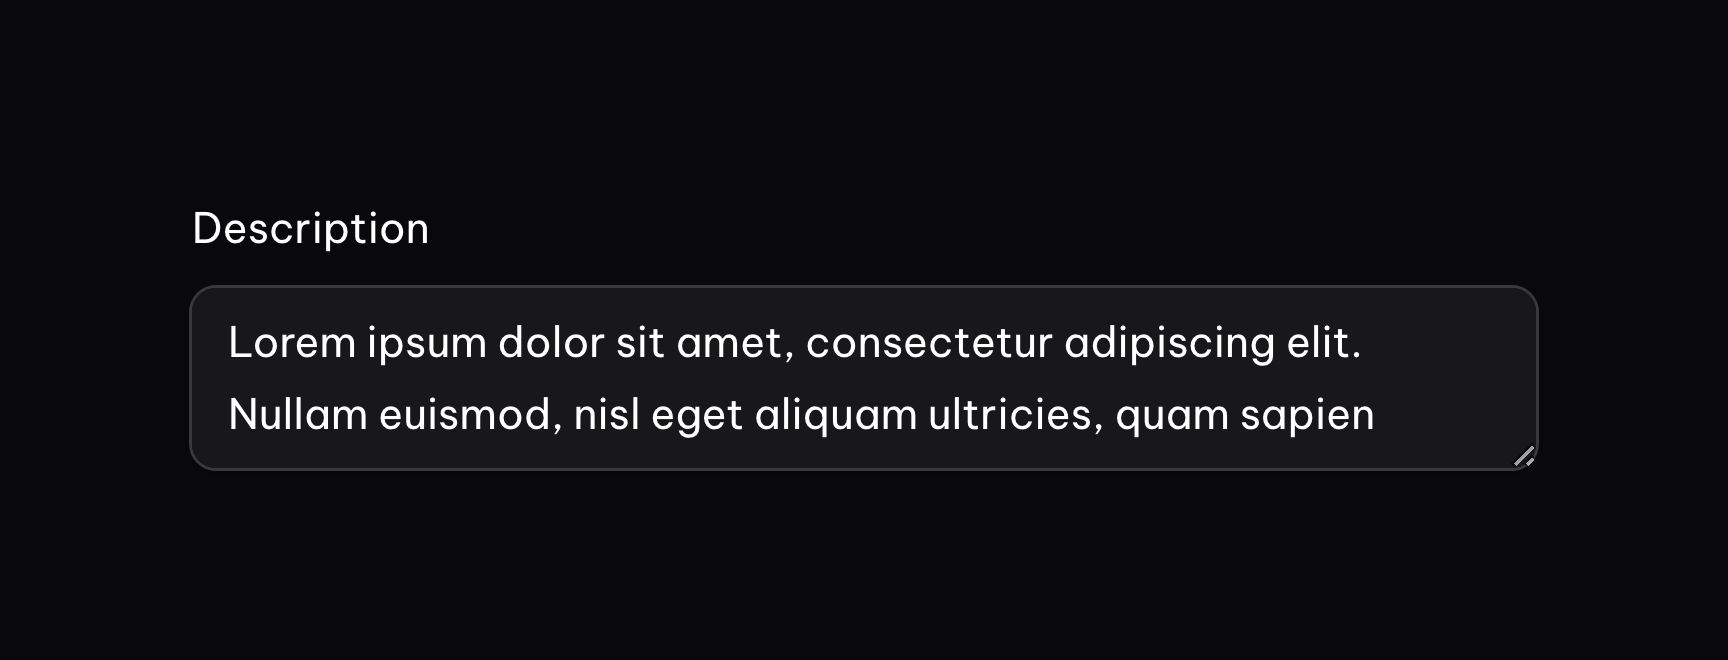 Description
Lorem ipsum dolor sit amet, consectetur adipiscing elit.
Nullam euismod, nisl eget aliquam ultricies, quam sapien